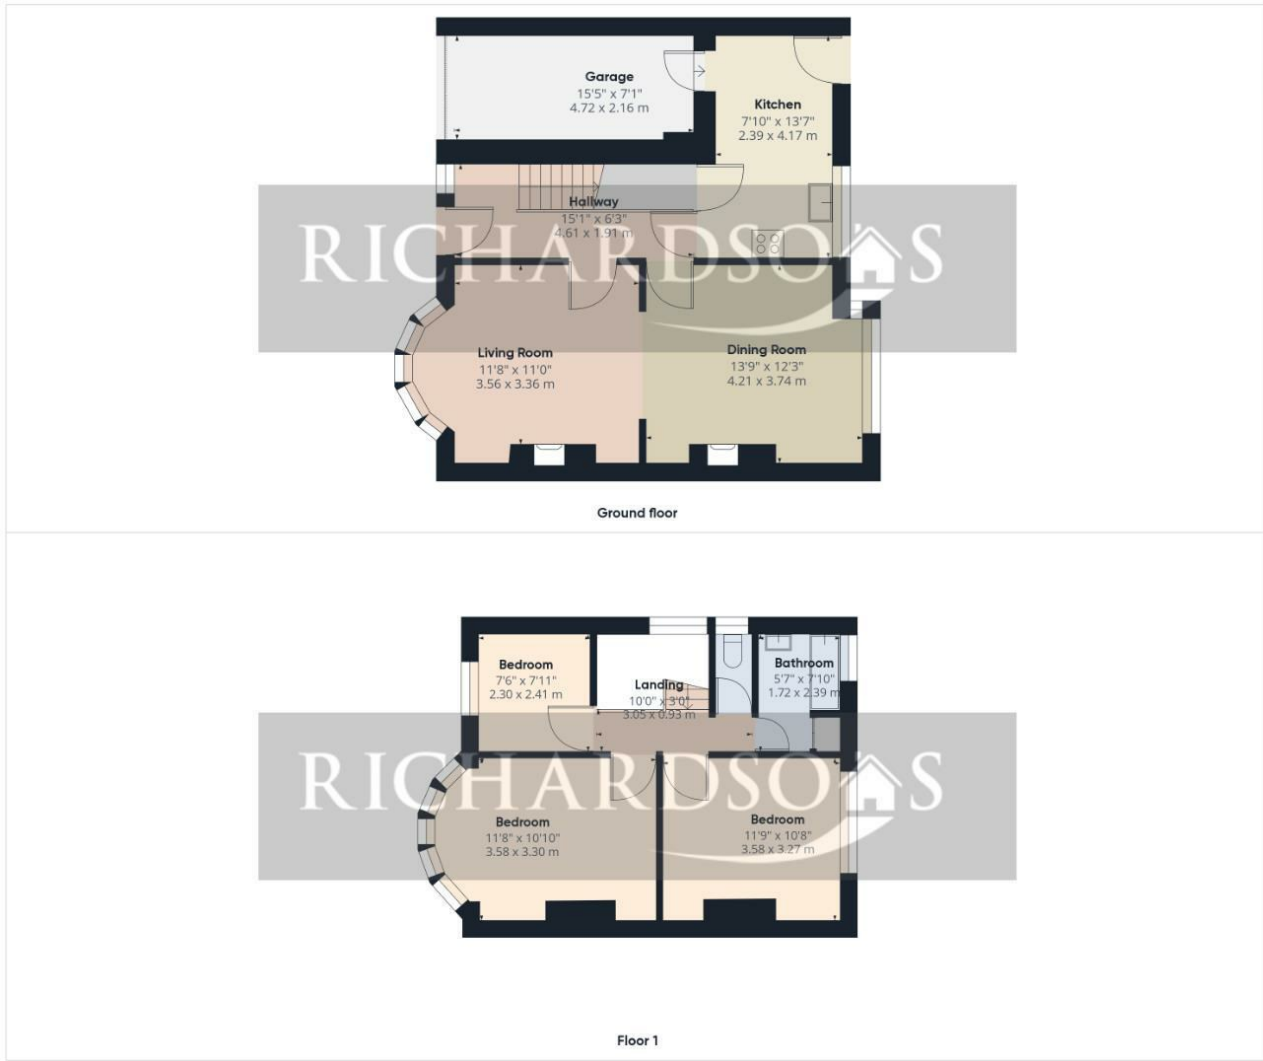 Garage
15'5" x 7'1"
4.72 x 2.16 m
Kitchen
7'10" x 13'7"
2.39 x 4.17 m
Hallway
15'1" x 6'3"
4.61 x 1.91 m
RICHARDSONS
Living Room
11'8" x 11'0"
3.56 x 3.36 m
Dining Room
13'9" x 12'3"
4.21 x 3.74 m
Ground floor
Bedroom
7'6" x 7'11"
2.30 x 2.41 m
Landing
10'0" x 3'0"
3.05 x 0.93 m
Bathroom
5'7" x 7'10"
1.72 x 2.39 m
RICHARDSONS
Bedroom
11'8" x 10'10"
3.58 x 3.30 m
Bedroom
11'9" x 10'8"
3.58 x 3.27 m
Floor 1